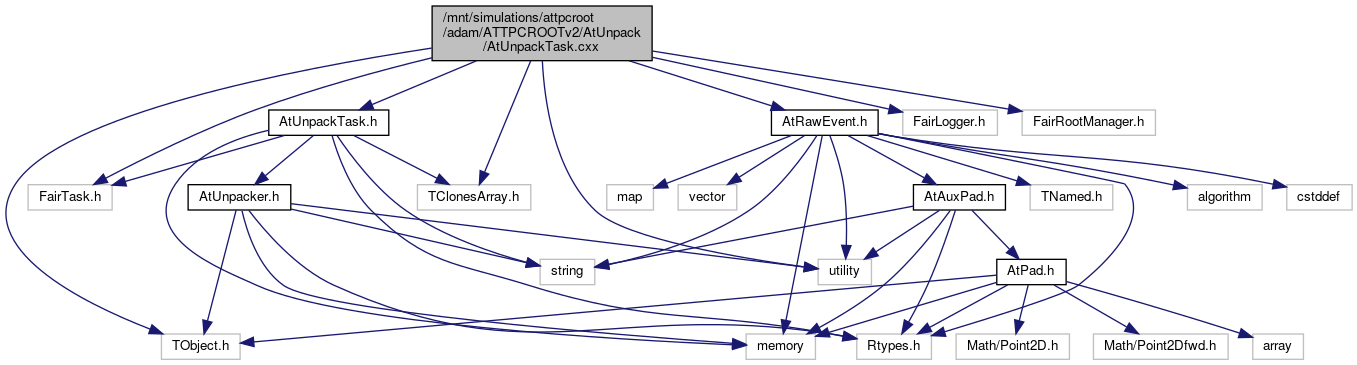 /mnt/simulations/attpcroot
/adam/ATTPCROOTv2/AtUnpack
/AtUnpackTask.cxx
AtUnpackTask.h
AtRawEvent.h
FairLogger.h
FairRootManager.h
FairTask.h
AtUnpacker.h
TClonesArray.h
map
vector
AtAuxPad.h
TNamed.h
algorithm
cstddef
string
utility
AtPad.h
TObject.h
memory
Rtypes.h
Math/Point2D.h
Math/Point2Dfwd.h
array